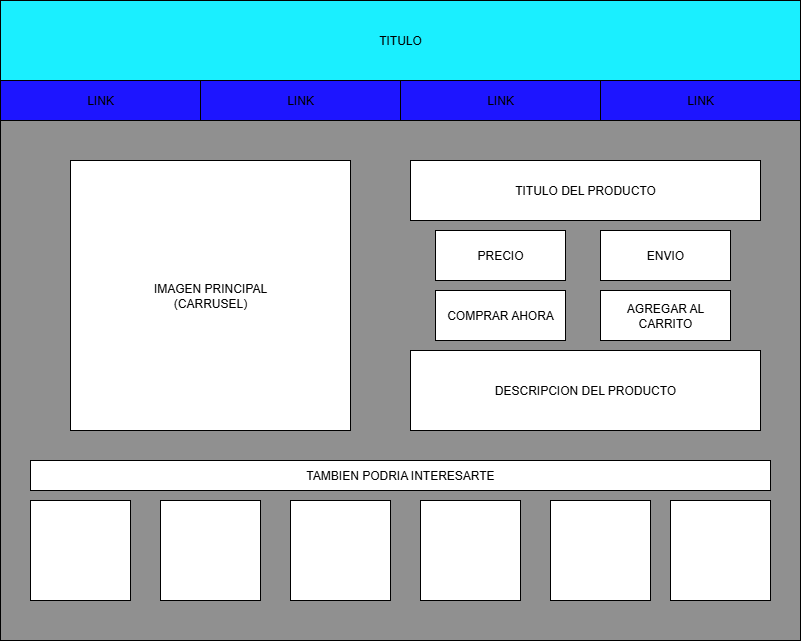 TITULO
LINK
LINK
LINK
LINK
IMAGEN PRINCIPAL
(CARRUSEL)
TITULO DEL PRODUCTO
PRECIO
ENVIO
COMPRAR AHORA
AGREGAR AL
CARRITO
DESCRIPCION DEL PRODUCTO
TAMBIEN PODRIA INTERESARTE